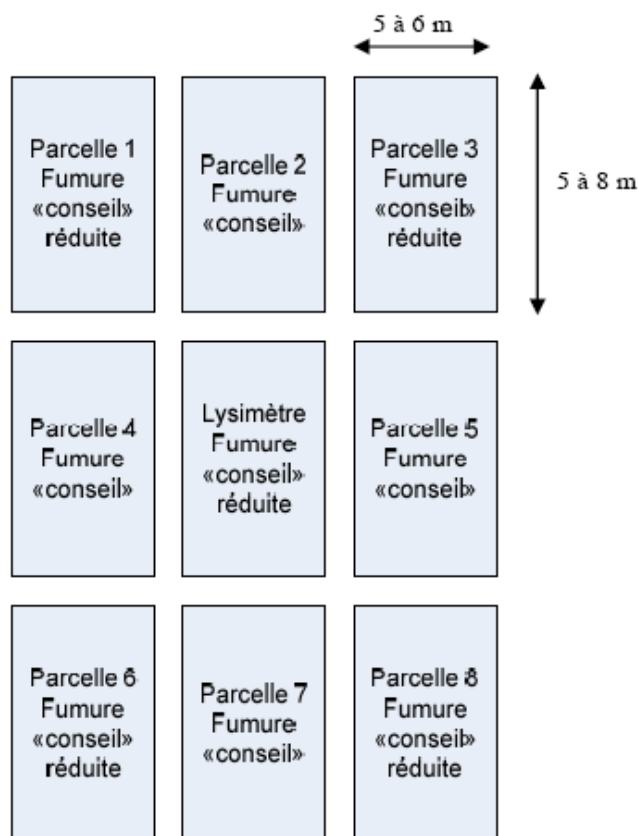 5 à 6 m
Parcelle 1
Fumure
«conseil»
réduite
Parcelle 2
Fumure
«conseil»
Parcelle 3
Fumure
«conseil»
réduite
5 à 8 m
Parcelle 4
Fumure
«conseil»
Lysimètre
Fumure
«conseil»
réduite
Parcelle 5
Fumure
«conseil»
Parcelle 6
Fumure
«conseil»
réduite
Parcelle 7
Fumure
«conseil»
Parcelle 8
Fumure
«conseil»
réduite